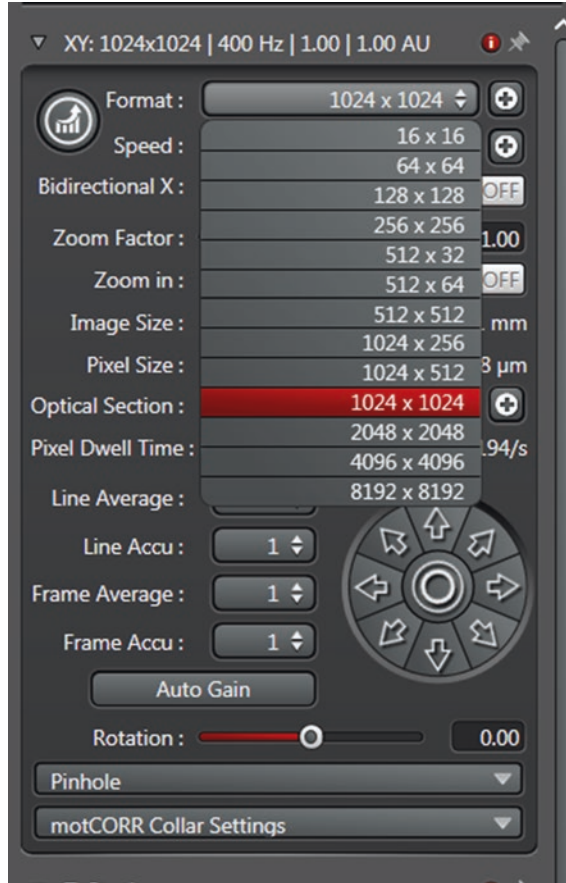 XY: 1024x1024 | 400 Hz | 1.00 | 1.00 AU
Format : 1024 x 1024
Speed :
16 x 16
64 x 64
Bidirectional X : 128 x 128 OFF
256 x 256
Zoom Factor : 1.00
512 x 32
Zoom in : 512 x 64 OFF
Image Size : 512 x 512 mm
1024 x 256
Pixel Size : 1024 x 512 8 µm
Optical Section : 1024 x 1024
Pixel Dwell Time : 2048 x 2048 .94/s
4096 x 4096
Line Average : 8192 x 8192
Line Accu : 1
Frame Average : 1
Frame Accu : 1
Auto Gain
Rotation : 0.00
Pinhole
motCORR Collar Settings